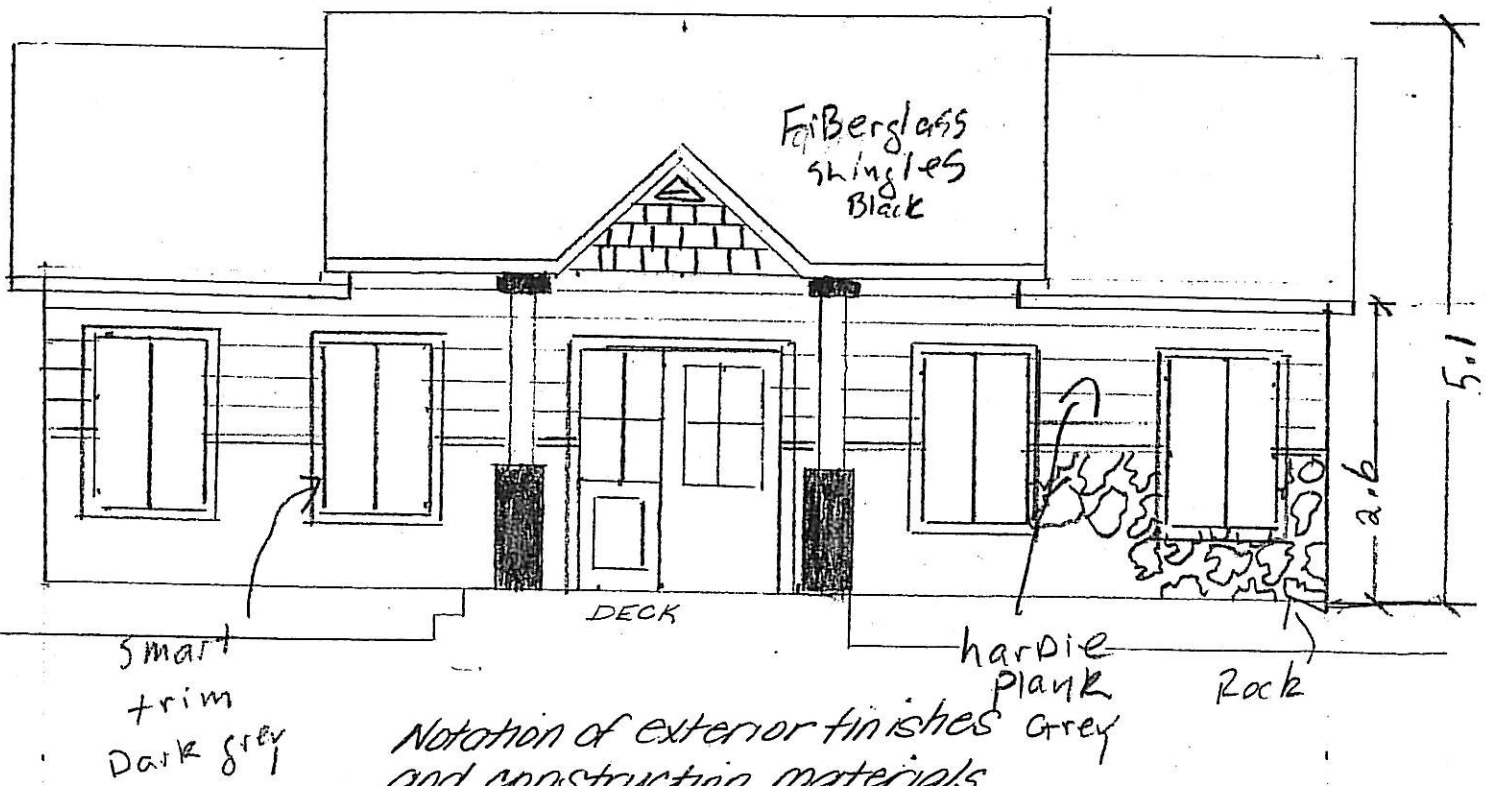 FiBerglass
shingles
Black
5.1
2.6
DECK
smart
trim
Dark grey
harDie
Plank
Grey
Rock
Notation of exterior finishes
and construction materials